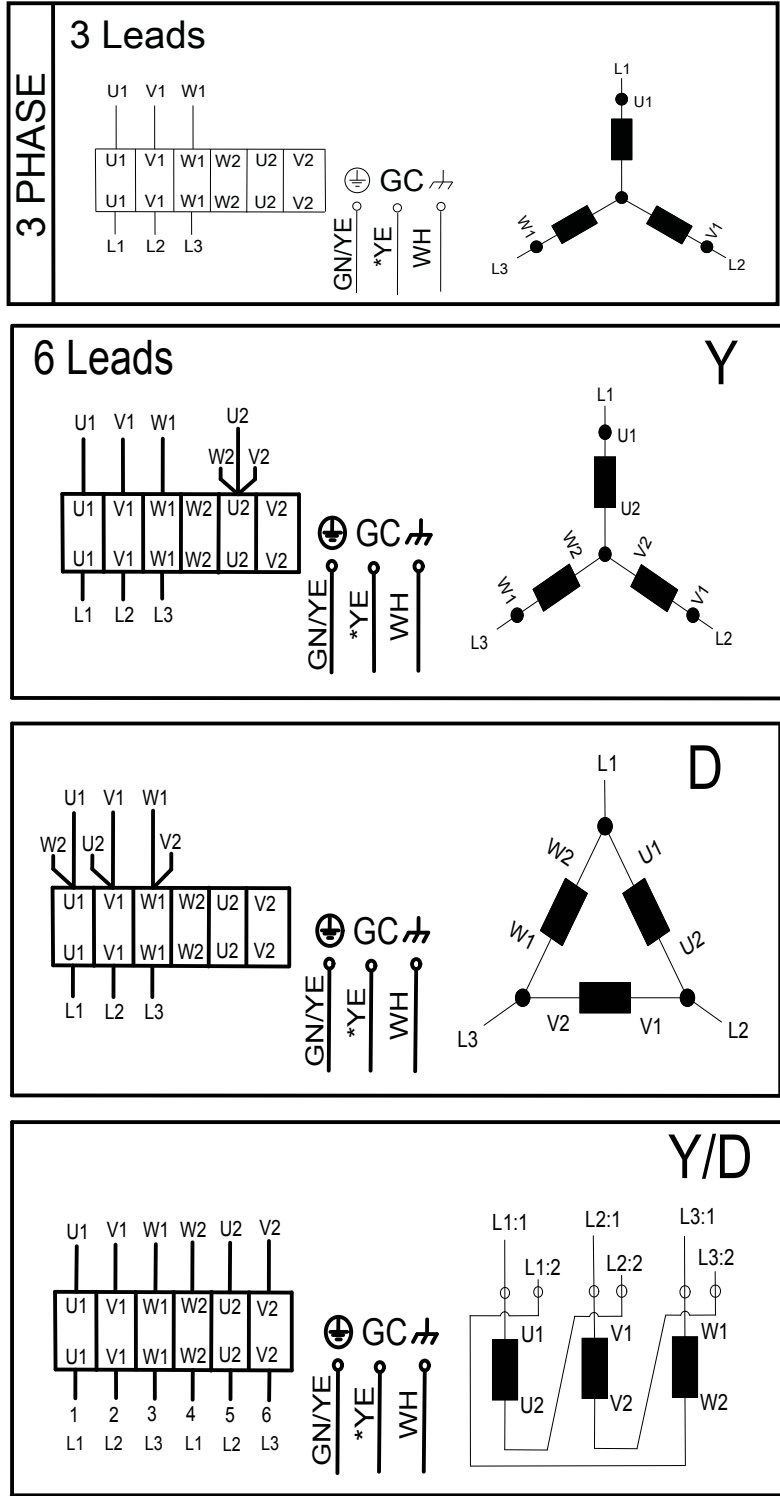 3 PHASE
3 Leads
U1 V1 W1
U1 V1 W1 W2 U2 V2
U1 V1 W1 W2 U2 V2
L1 L2 L3
GC
GN/YE *YE WH
L1
U1
W1 V1
L3 L2
6 Leads
Y
U1 V1 W1 U2
W2 V2
U1 V1 W1 W2 U2 V2
U1 V1 W1 W2 U2 V2
L1 L2 L3
GC
GN/YE *YE WH
L1
U1
U2
W2 V2
W1 V1
L3 L2
D
U1 V1 W1
W2 U2 V2
U1 V1 W1 W2 U2 V2
U1 V1 W1 W2 U2 V2
L1 L2 L3
GC
GN/YE *YE WH
L1
W2 U1
W1 U2
V2 V1
L3 L2
Y/D
U1 V1 W1 W2 U2 V2
U1 V1 W1 W2 U2 V2
U1 V1 W1 W2 U2 V2
1 2 3 4 5 6
L1 L2 L3 L1 L2 L3
GC
GN/YE *YE WH
L1:1 L2:1 L3:1
L1:2 L2:2 L3:2
U1 V1 W1
U2 V2 W2